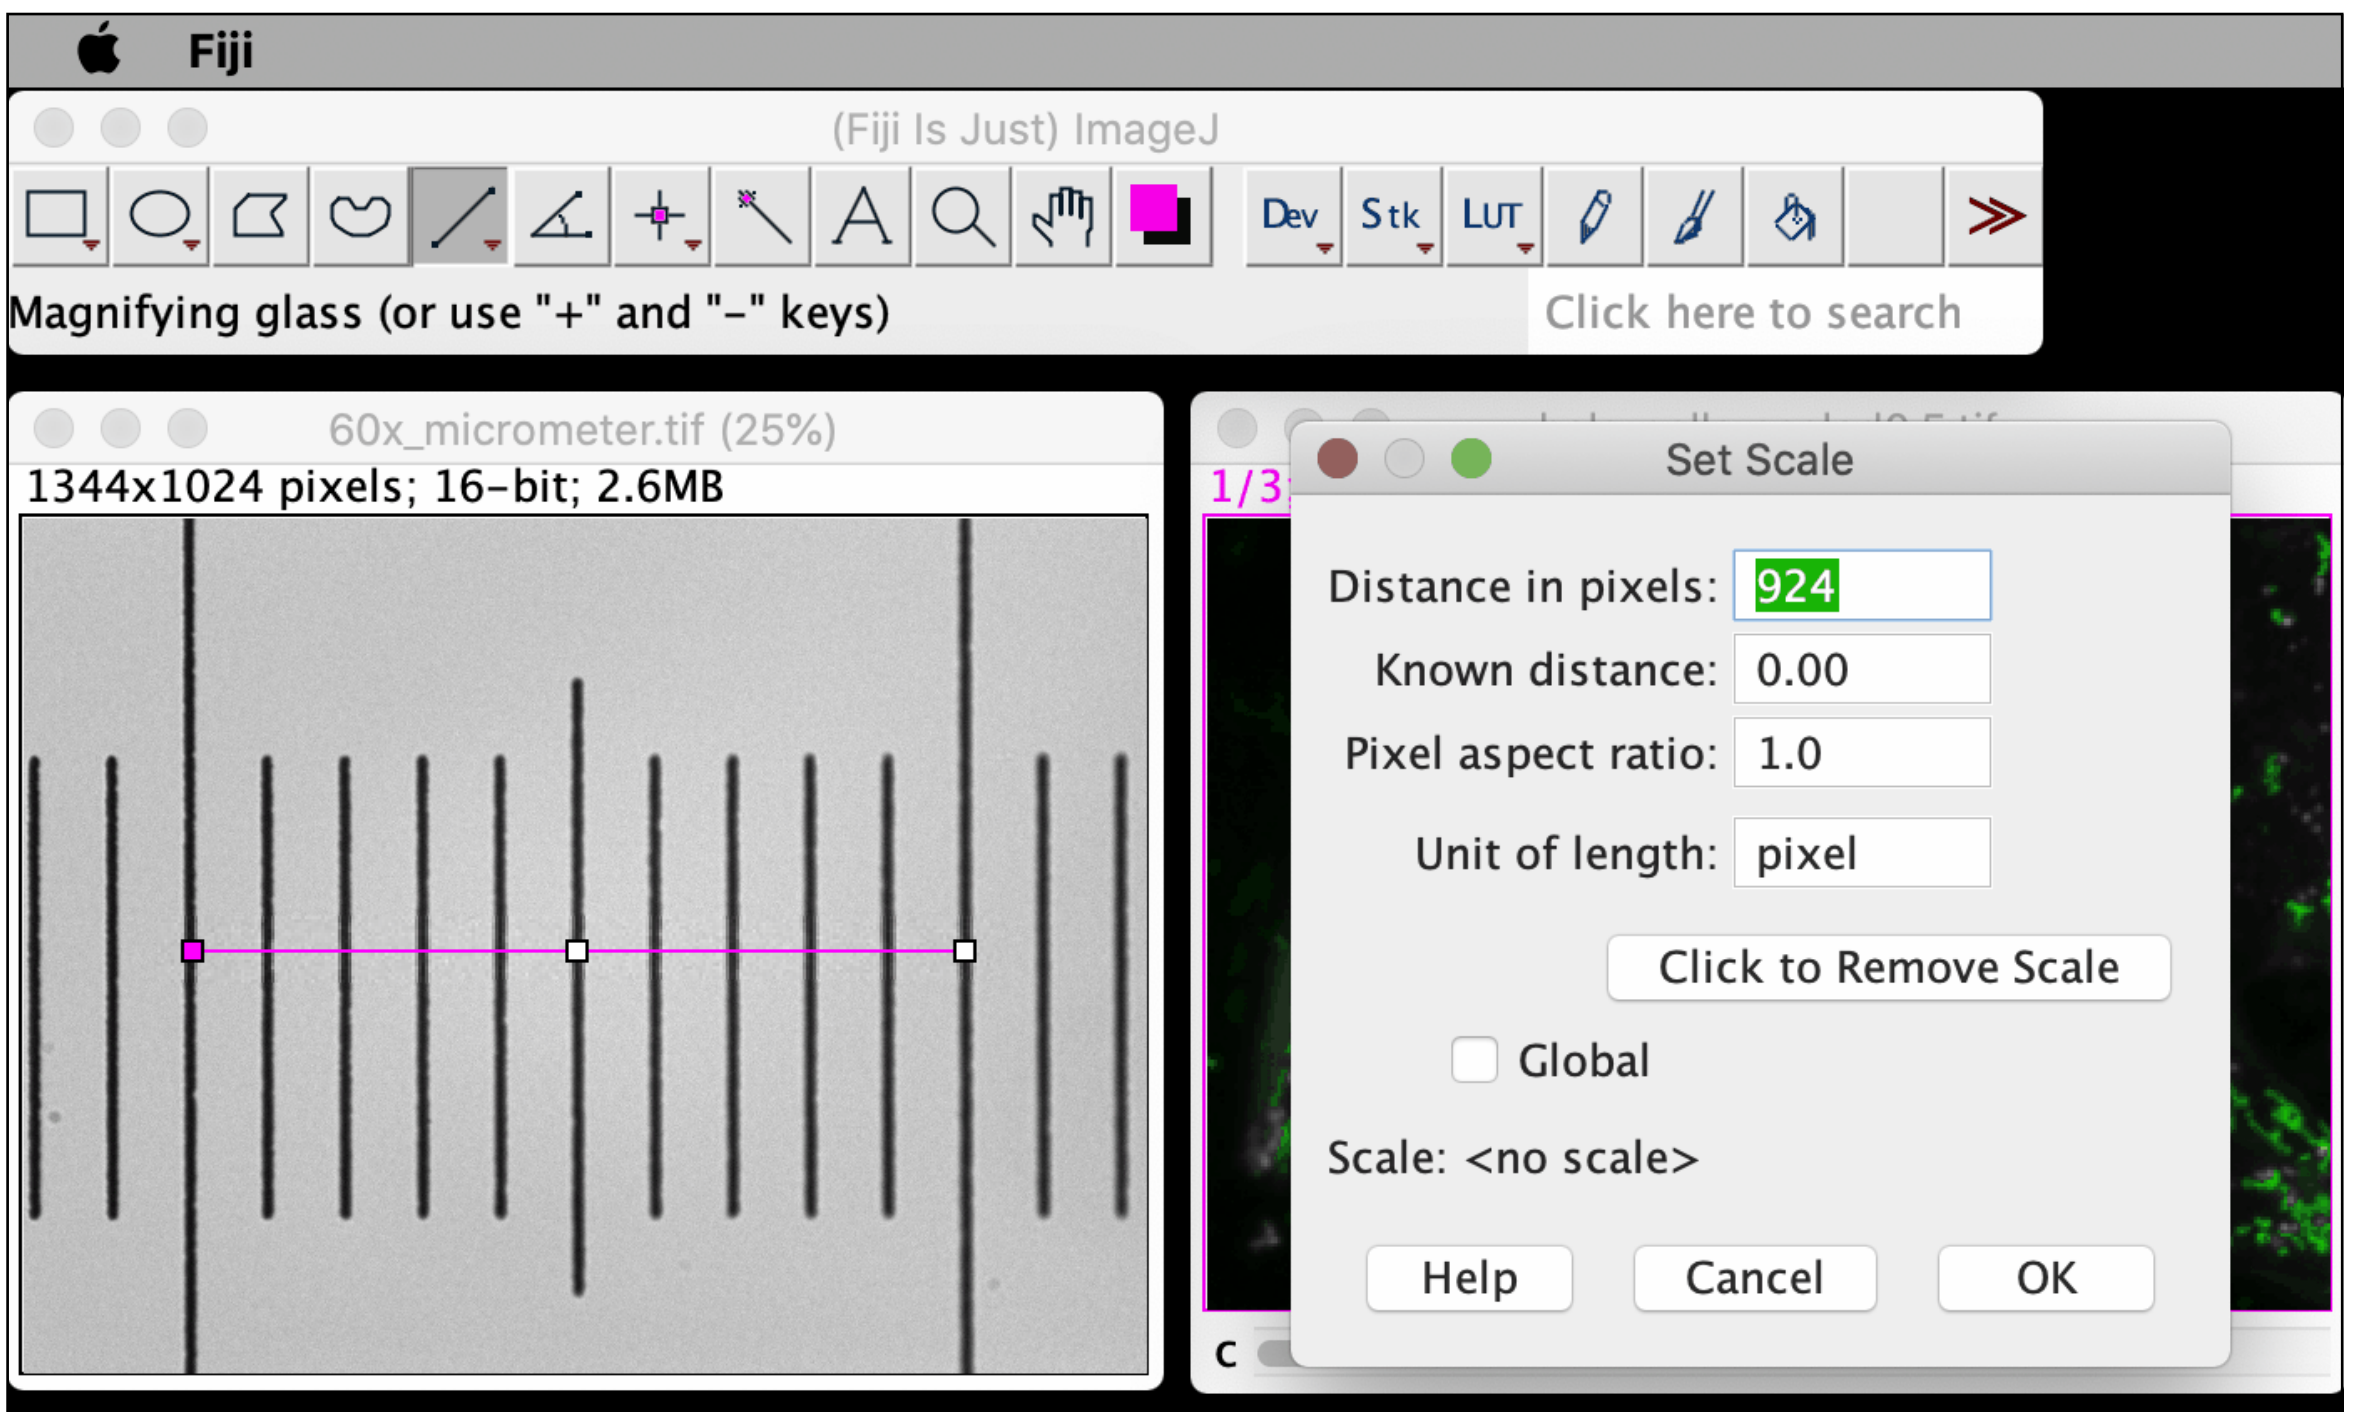 Fiji
(Fiji Is Just) ImageJ
A Dev Stk LUT
Magnifying glass (or use "+" and "-" keys)
Click here to search
60x_micrometer.tif (25%)
1344x1024 pixels; 16-bit; 2.6MB
1/3
Set Scale
Distance in pixels: 924
Known distance: 0.00
Pixel aspect ratio: 1.0
Unit of length: pixel
Click to Remove Scale
Global
Scale: <no scale>
Help Cancel OK
C